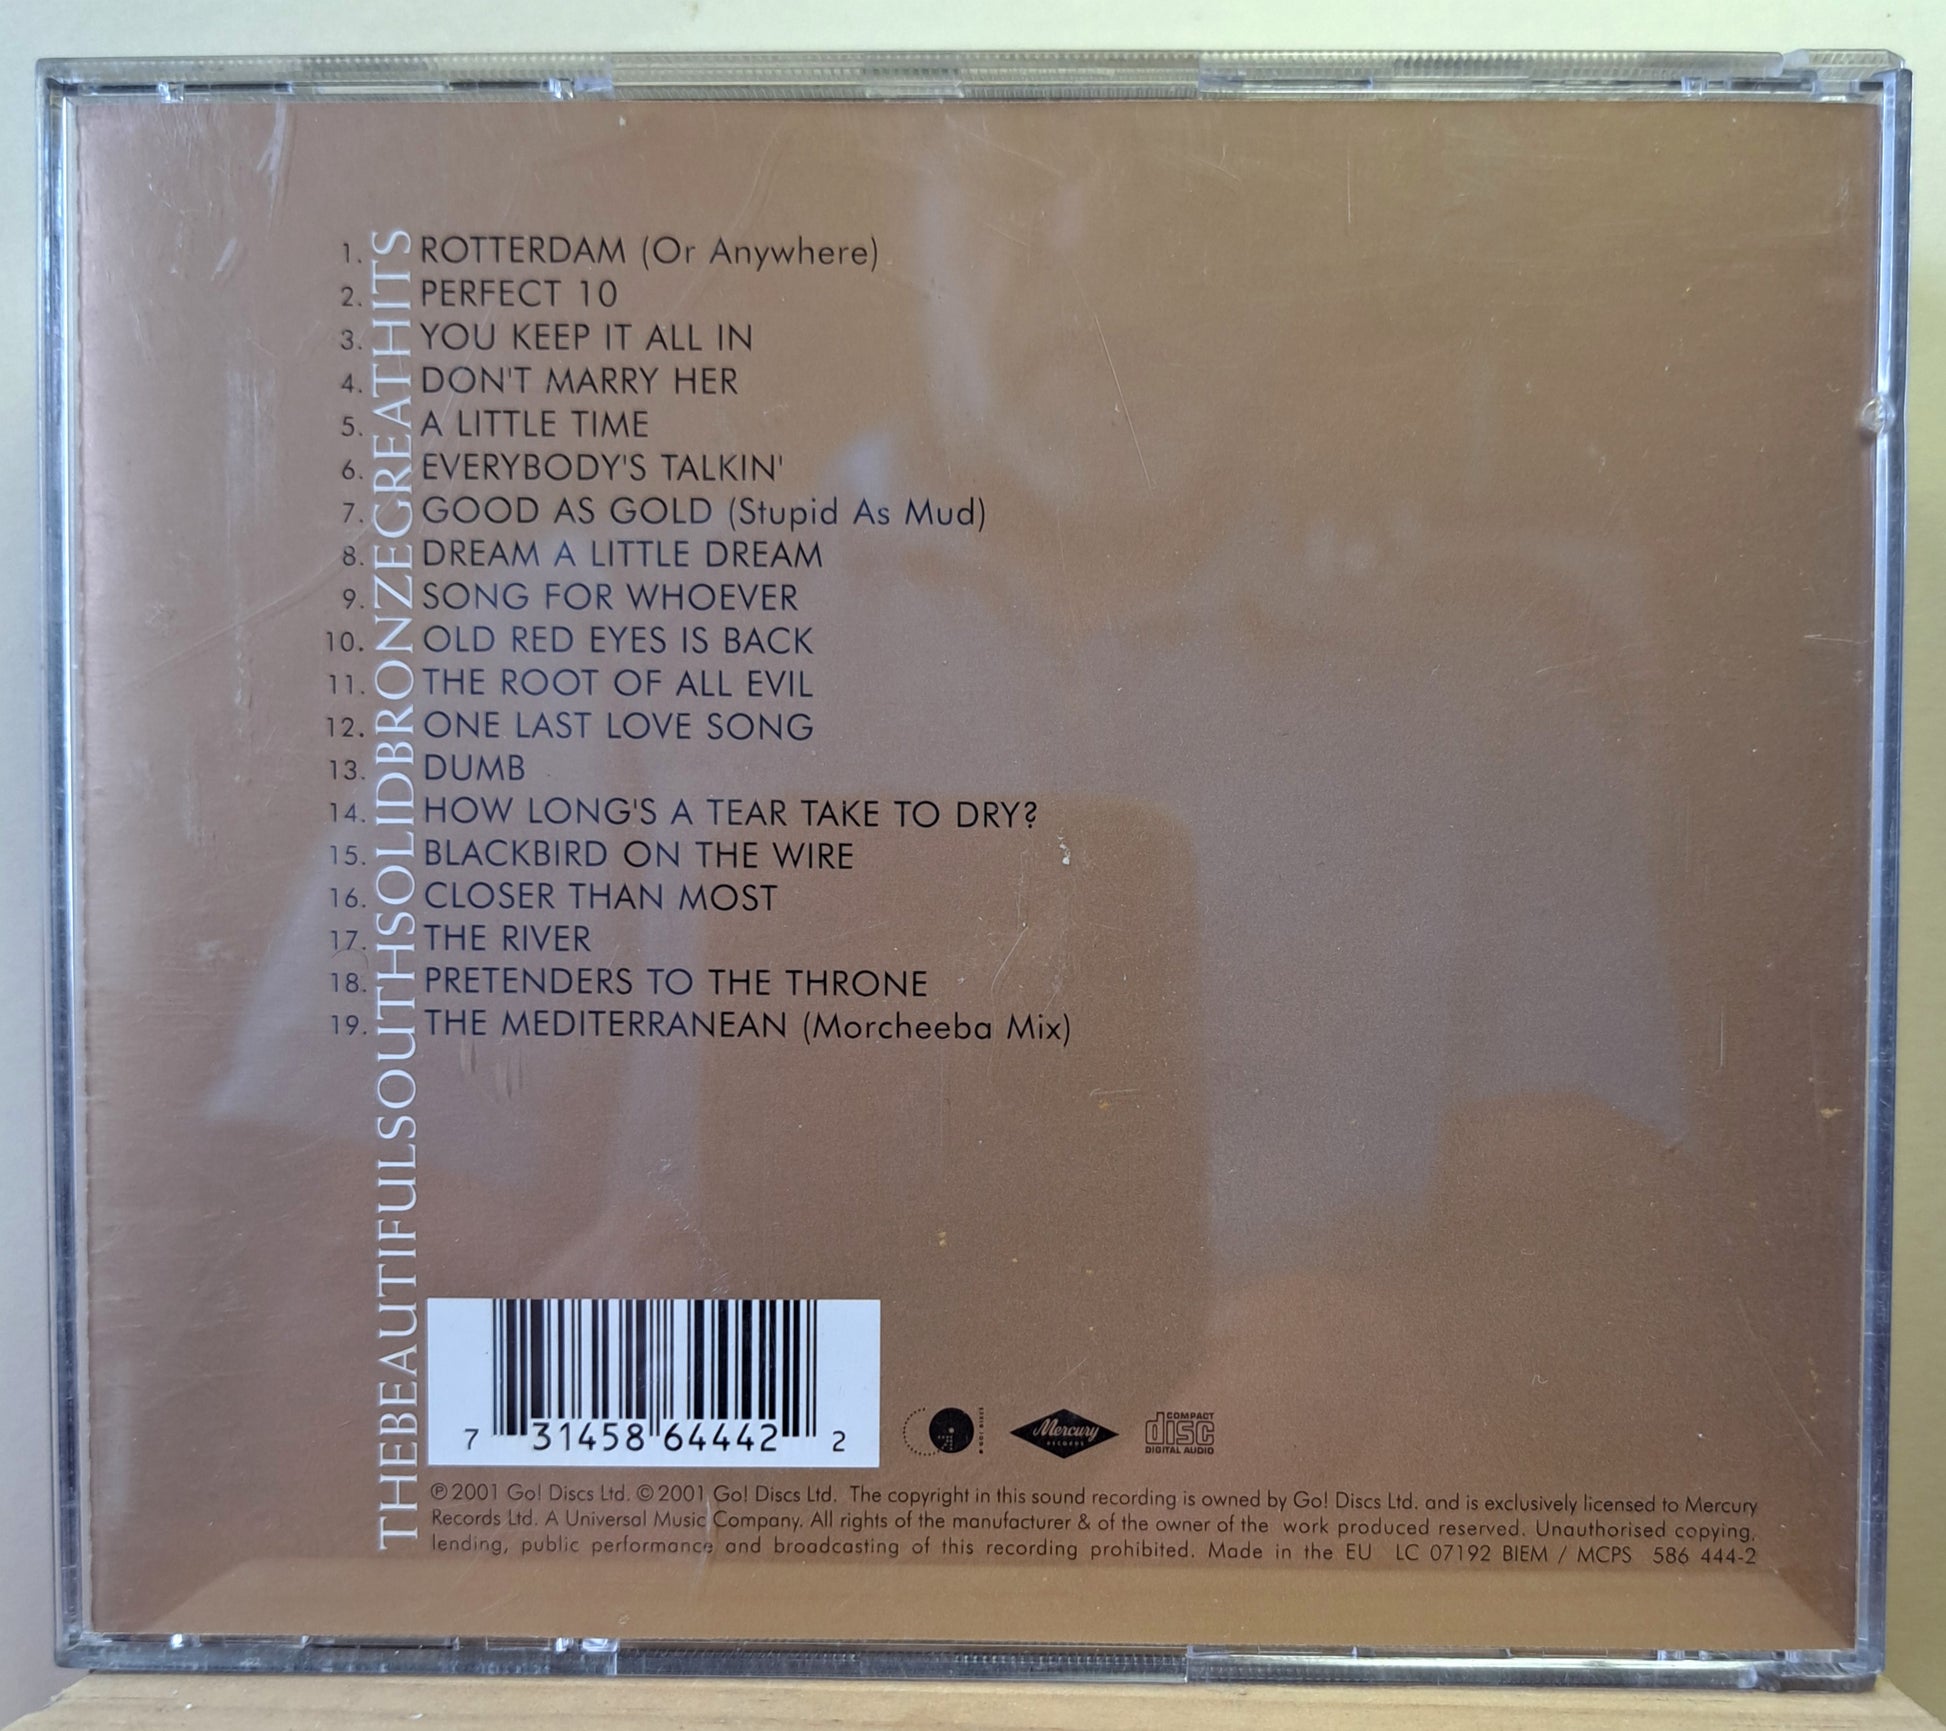 1. ROTTERDAM (Or Anywhere)
2. PERFECT 10
3. YOU KEEP IT ALL IN
4. DON'T MARRY HER
5. A LITTLE TIME
6. EVERYBODY'S TALKIN'
7. GOOD AS GOLD (Stupid As Mud)
8. DREAM A LITTLE DREAM
9. SONG FOR WHOEVER
10. OLD RED EYES IS BACK
11. THE ROOT OF ALL EVIL
12. ONE LAST LOVE SONG
13. DUMB
14. HOW LONG'S A TEAR TAKE TO DRY?
15. BLACKBIRD ON THE WIRE
16. CLOSER THAN MOST
17. THE RIVER
18. PRETENDERS TO THE THRONE
19. THE MEDITERRANEAN (Morcheeba Mix)
THEBEAUTIFULSOUTHSOLIDBRONZEGREATHITS
7 31458 64442 2
GO! DISCS
Mercury
RECORDS
COMPACT
disc
DIGITAL AUDIO
℗ 2001 Go! Discs Ltd. © 2001 Go! Discs Ltd. The copyright in this sound recording is owned by Go! Discs Ltd. and is exclusively licensed to Mercury
Records Ltd. A Universal Music Company. All rights of the manufacturer & of the owner of the work produced reserved. Unauthorised copying,
lending, public performance and broadcasting of this recording prohibited. Made in the EU LC 07192 BIEM / MCPS 586 444-2